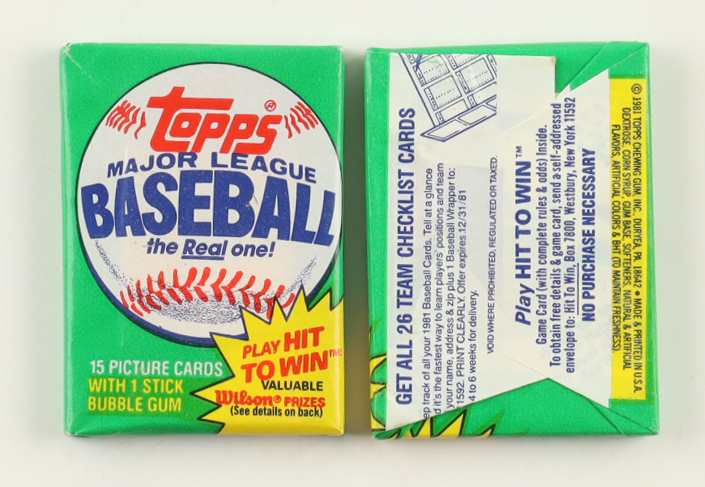 Topps®
MAJOR LEAGUE
BASEBALL
the Real one!
PLAY HIT
TO WIN™
VALUABLE
Wilson® PRIZES
(See details on back)
15 PICTURE CARDS
WITH 1 STICK
BUBBLE GUM
GET ALL 26 TEAM CHECKLIST CARDS
ep track of all your 1981 Baseball Cards. Tell at a glance
d it's the fastest way to learn players' positions and team
your name, address & zip plus 1 Baseball Wrapper to:
1592. PRINT CLEARLY. Offer expires 12/31/81
4 to 6 weeks for delivery.
VOID WHERE PROHIBITED, REGULATED OR TAXED.
Play HIT TO WIN™
Game Card (with complete rules & odds) inside.
To obtain free details & game card, send a self-addressed
envelope to: Hit To Win, Box 7800, Westbury, New York 11592
NO PURCHASE NECESSARY
© 1981 TOPPS CHEWING GUM INC., DURYEA, PA. 18642 • MADE & PRINTED IN U.S.A.
DEXTROSE, CORN SYRUP, GUM BASE, SOFTENERS, NATURAL & ARTIFICIAL
FLAVORS, ARTIFICIAL COLORS & BHT (TO MAINTAIN FRESHNESS).